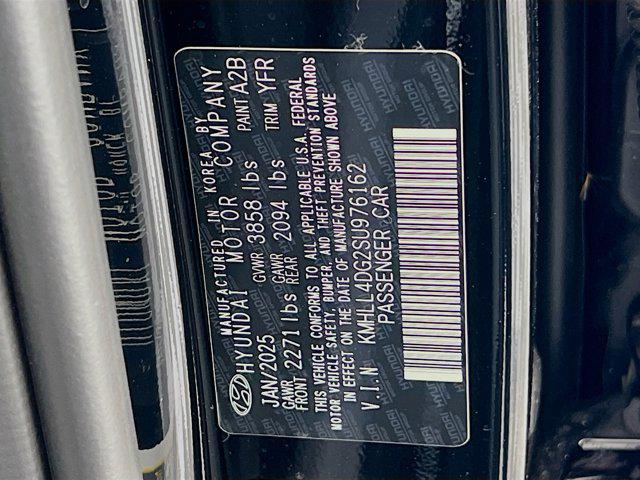 MANUFACTURED IN KOREA BY
HYUNDAI MOTOR COMPANY
JAN/2025 GVWR 3858 lbs PAINT A2B
GAWR FRONT 2271 lbs GAWR REAR 2094 lbs TRIM YFR
THIS VEHICLE CONFORMS TO ALL APPLICABLE U.S.A. FEDERAL
MOTOR VEHICLE SAFETY, BUMPER, AND THEFT PREVENTION STANDARDS
IN EFFECT ON THE DATE OF MANUFACTURE SHOWN ABOVE
V.I.N KMHLL4DG2SU976162
PASSENGER CAR